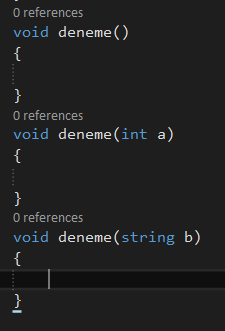 0 references
void deneme()
{
}
0 references
void deneme(int a)
{
}
0 references
void deneme(string b)
{
}